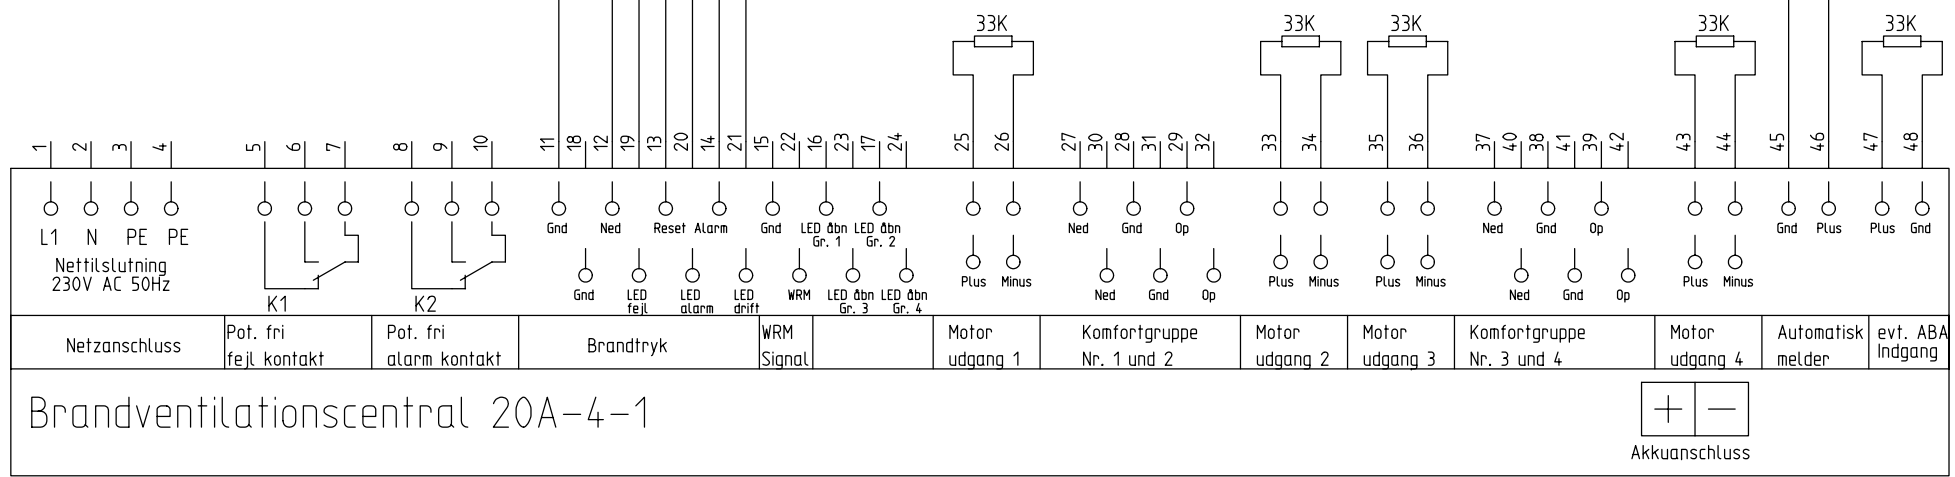 33K 33K 33K 33K 33K
1 2 3 4 5 6 7 8 9 10 11 18 12 19 13 20 14 21 15 22 16 23 17 24 25 26 27 30 28 31 29 32 33 34 35 36 37 40 38 41 39 42 43 44 45 46 47 48
L1 N PE PE
Nettilslutning
230V AC 50Hz
K1
K2
Gnd Ned Reset Alarm Gnd LED åbn LED åbn
Gr. 1 Gr. 2
Ned Gnd Op
Ned Gnd Op
Gnd Plus Plus Gnd
Gnd LED LED LED WRM LED åbn LED åbn
fejl alarm drift Gr. 3 Gr. 4
Plus Minus
Ned Gnd Op
Plus Minus
Plus Minus
Ned Gnd Op
Plus Minus
Netzanschluss
Pot. fri
fejl kontakt
Pot. fri
alarm kontakt
Brandtryk
WRM
Signal
Motor
udgang 1
Komfortgruppe
Nr. 1 und 2
Motor
udgang 2
Motor
udgang 3
Komfortgruppe
Nr. 3 und 4
Motor
udgang 4
Automatisk
melder
evt. ABA
Indgang
Brandventilationscentral 20A-4-1
+ −
Akkuanschluss